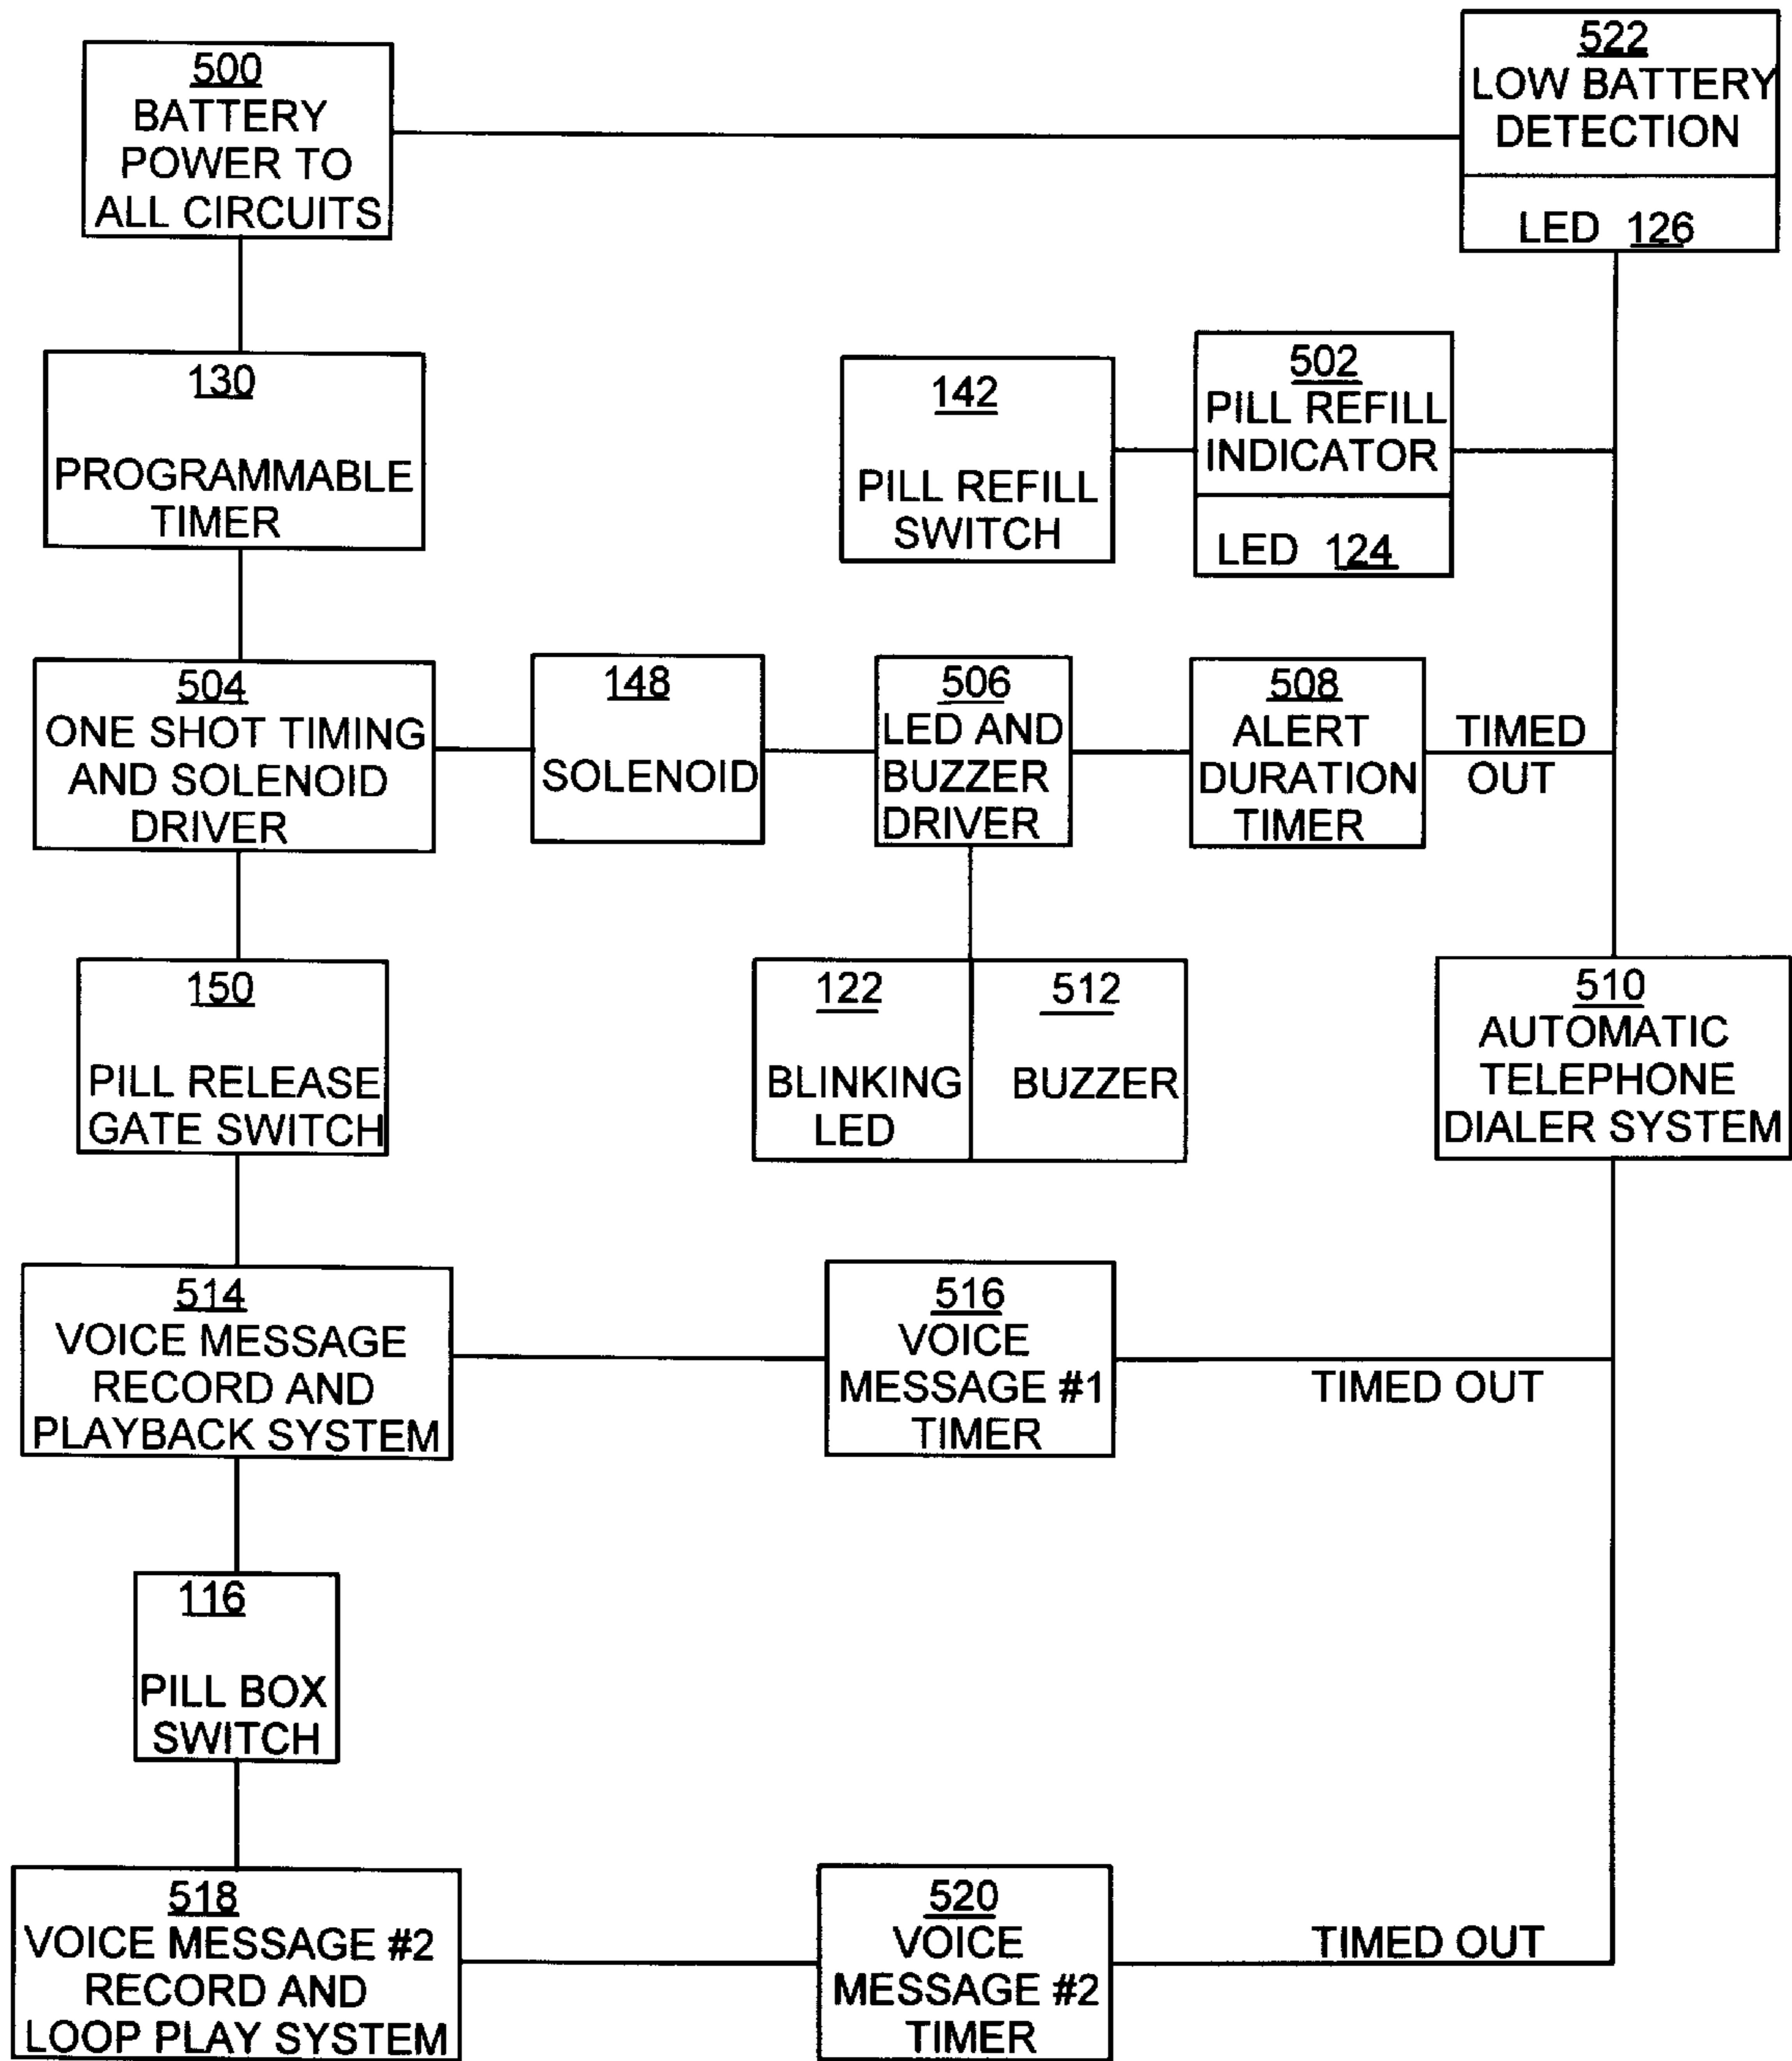 500
BATTERY
POWER TO
ALL CIRCUITS
522
LOW BATTERY
DETECTION
LED 126
130
PROGRAMMABLE
TIMER
142
PILL REFILL
SWITCH
502
PILL REFILL
INDICATOR
LED 124
504
ONE SHOT TIMING
AND SOLENOID
DRIVER
148
SOLENOID
506
LED AND
BUZZER
DRIVER
508
ALERT
DURATION
TIMER
TIMED
OUT
150
PILL RELEASE
GATE SWITCH
122
BLINKING
LED
512
BUZZER
510
AUTOMATIC
TELEPHONE
DIALER SYSTEM
514
VOICE MESSAGE
RECORD AND
PLAYBACK SYSTEM
516
VOICE
MESSAGE #1
TIMER
TIMED OUT
116
PILL BOX
SWITCH
518
VOICE MESSAGE #2
RECORD AND
LOOP PLAY SYSTEM
520
VOICE
MESSAGE #2
TIMER
TIMED OUT